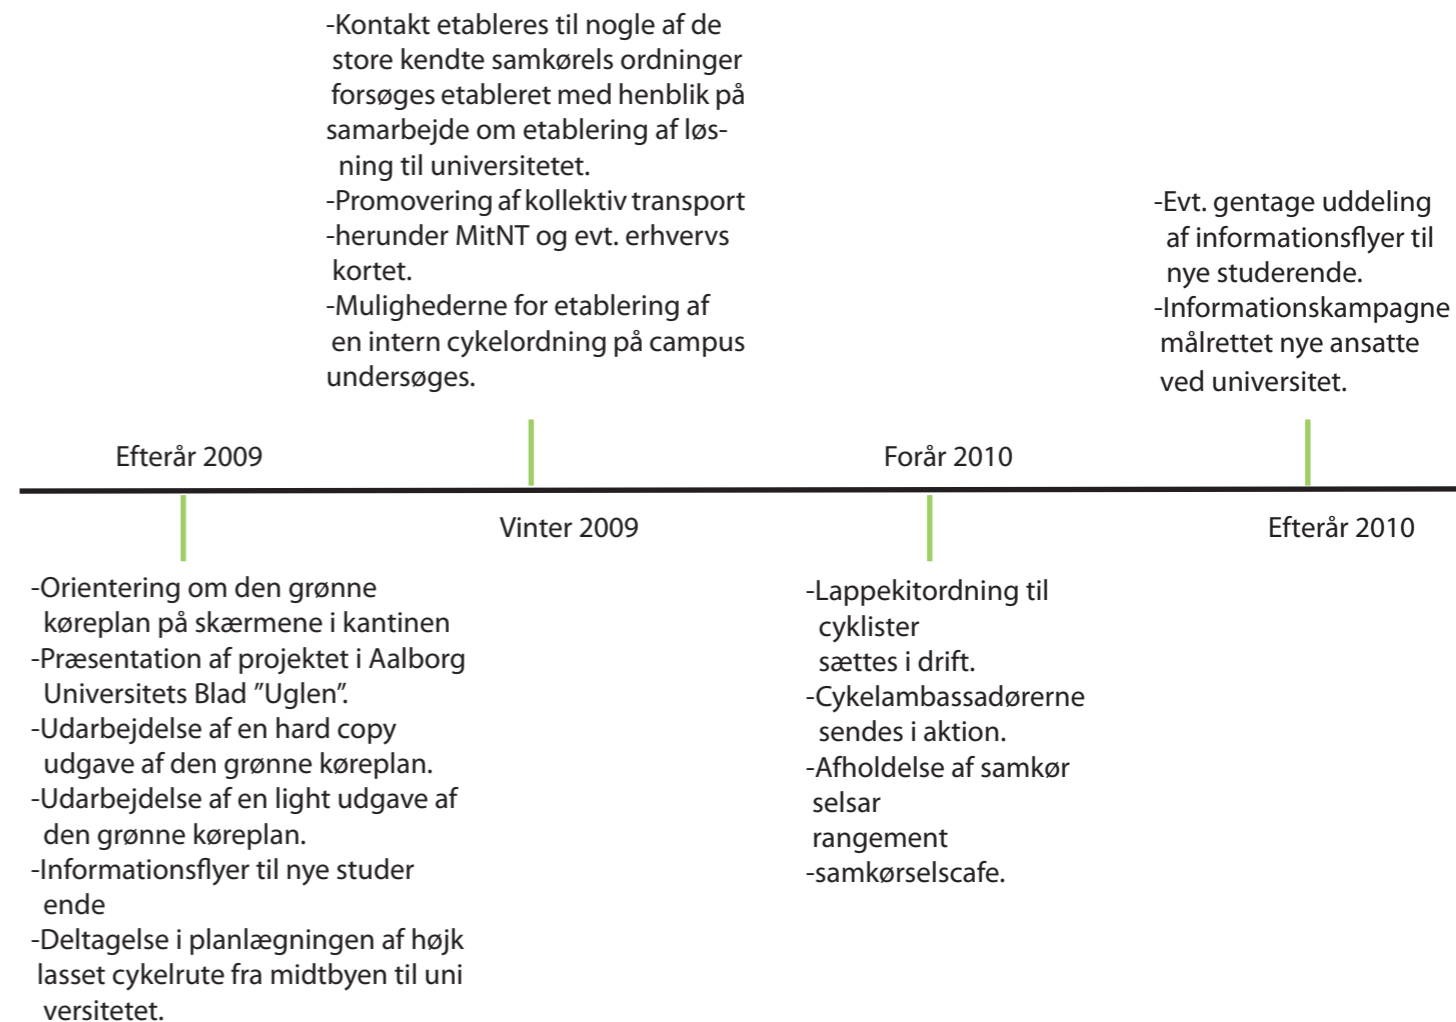 -Kontakt etableres til nogle af de
store kendte samkørels ordninger
forsøges etableret med henblik på
samarbejde om etablering af løs-
ning til universitetet.
-Promovering af kollektiv transport
-herunder MitNT og evt. erhvervs
kortet.
-Mulighederne for etablering af
en intern cykelordning på campus
undersøges.
-Evt. gentage uddeling
af informationsflyer til
nye studerende.
-Informationskampagne
målrettet nye ansatte
ved universitet.
Efterår 2009
Forår 2010
Vinter 2009
Efterår 2010
-Orientering om den grønne
køreplan på skærmene i kantinen
-Præsentation af projektet i Aalborg
Universitets Blad ”Uglen”.
-Udarbejdelse af en hard copy
udgave af den grønne køreplan.
-Udarbejdelse af en light udgave af
den grønne køreplan.
-Informationsflyer til nye studer
ende
-Deltagelse i planlægningen af højk
lasset cykelrute fra midtbyen til uni
versitetet.
-Lappekitordning til
cyklister
sættes i drift.
-Cykelambassadørerne
sendes i aktion.
-Afholdelse af samkør
selsar
rangement
-samkørselscafe.